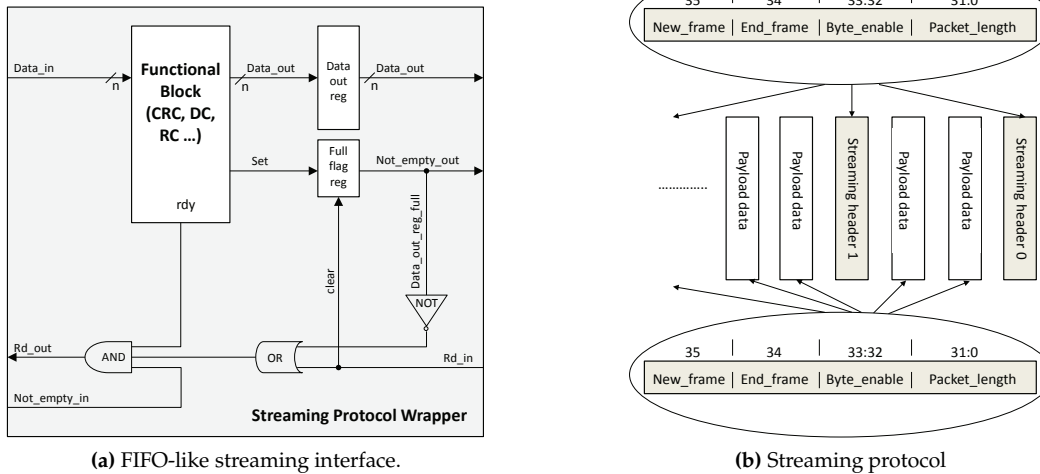 Data_in
n
Functional
Block
(CRC, DC,
RC ...)
rdy
Data_out
n
Data
out
reg
Data_out
n
Set
Full
flag
reg
Not_empty_out
Data_out_reg_full
clear
NOT
Rd_out
AND
OR
Rd_in
Not_empty_in
Streaming Protocol Wrapper
(a) FIFO-like streaming interface.
35 34 33:32 31:0
New_frame End_frame Byte_enable Packet_length
..............
Payload data
Payload data
Streaming header 1
Payload data
Payload data
Streaming header 0
35 34 33:32 31:0
New_frame End_frame Byte_enable Packet_length
(b) Streaming protocol